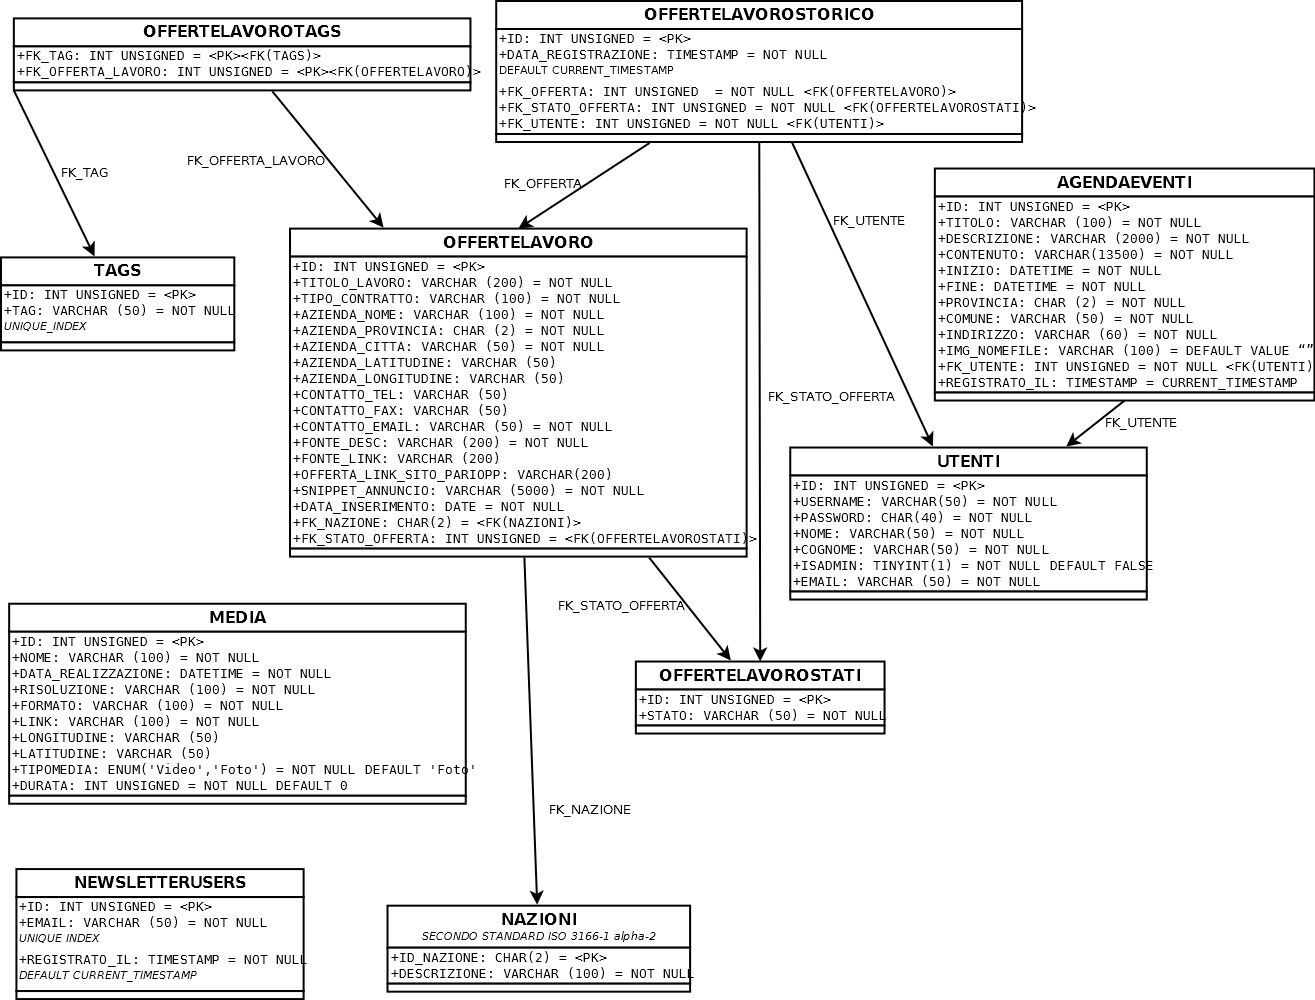 OFFERTELAVOROTAGS
+FK_TAG: INT UNSIGNED = <PK><FK(TAGS)>
+FK_OFFERTA_LAVORO: INT UNSIGNED = <PK><FK(OFFERTELAVORO)>
OFFERTELAVOROSTORICO
+ID: INT UNSIGNED = <PK>
+DATA_REGISTRAZIONE: TIMESTAMP = NOT NULL
DEFAULT CURRENT_TIMESTAMP
+FK_OFFERTA: INT UNSIGNED  = NOT NULL <FK(OFFERTELAVORO)>
+FK_STATO_OFFERTA: INT UNSIGNED = NOT NULL <FK(OFFERTELAVOROSTATI)>
+FK_UTENTE: INT UNSIGNED = NOT NULL <FK(UTENTI)>
FK_TAG
FK_OFFERTA_LAVORO
FK_OFFERTA
FK_UTENTE
AGENDAEVENTI
+ID: INT UNSIGNED = <PK>
+TITOLO: VARCHAR (100) = NOT NULL
+DESCRIZIONE: VARCHAR (2000) = NOT NULL
+CONTENUTO: VARCHAR(13500) = NOT NULL
+INIZIO: DATETIME = NOT NULL
+FINE: DATETIME = NOT NULL
+PROVINCIA: CHAR (2) = NOT NULL
+COMUNE: VARCHAR (50) = NOT NULL
+INDIRIZZO: VARCHAR (60) = NOT NULL
+IMG_NOMEFILE: VARCHAR (100) = DEFAULT VALUE “”
+FK_UTENTE: INT UNSIGNED = NOT NULL <FK(UTENTI)
+REGISTRATO_IL: TIMESTAMP = CURRENT_TIMESTAMP
TAGS
+ID: INT UNSIGNED = <PK>
+TAG: VARCHAR (50) = NOT NULL
UNIQUE_INDEX
OFFERTELAVORO
+ID: INT UNSIGNED = <PK>
+TITOLO_LAVORO: VARCHAR (200) = NOT NULL
+TIPO_CONTRATTO: VARCHAR (100) = NOT NULL
+AZIENDA_NOME: VARCHAR (100) = NOT NULL
+AZIENDA_PROVINCIA: CHAR (2) = NOT NULL
+AZIENDA_CITTA: VARCHAR (50) = NOT NULL
+AZIENDA_LATITUDINE: VARCHAR (50)
+AZIENDA_LONGITUDINE: VARCHAR (50)
+CONTATTO_TEL: VARCHAR (50)
+CONTATTO_FAX: VARCHAR (50)
+CONTATTO_EMAIL: VARCHAR (50) = NOT NULL
+FONTE_DESC: VARCHAR (200) = NOT NULL
+FONTE_LINK: VARCHAR (200)
+OFFERTA_LINK_SITO_PARIOPP: VARCHAR(200)
+SNIPPET_ANNUNCIO: VARCHAR (5000) = NOT NULL
+DATA_INSERIMENTO: DATE = NOT NULL
+FK_NAZIONE: CHAR(2) = <FK(NAZIONI)>
+FK_STATO_OFFERTA: INT UNSIGNED = <FK(OFFERTELAVOROSTATI)>
FK_STATO_OFFERTA
FK_UTENTE
UTENTI
+ID: INT UNSIGNED = <PK>
+USERNAME: VARCHAR(50) = NOT NULL
+PASSWORD: CHAR(40) = NOT NULL
+NOME: VARCHAR(50) = NOT NULL
+COGNOME: VARCHAR(50) = NOT NULL
+ISADMIN: TINYINT(1) = NOT NULL DEFAULT FALSE
+EMAIL: VARCHAR (50) = NOT NULL
FK_STATO_OFFERTA
MEDIA
+ID: INT UNSIGNED = <PK>
+NOME: VARCHAR (100) = NOT NULL
+DATA_REALIZZAZIONE: DATETIME = NOT NULL
+RISOLUZIONE: VARCHAR (100) = NOT NULL
+FORMATO: VARCHAR (100) = NOT NULL
+LINK: VARCHAR (100) = NOT NULL
+LONGITUDINE: VARCHAR (50)
+LATITUDINE: VARCHAR (50)
+TIPOMEDIA: ENUM('Video','Foto') = NOT NULL DEFAULT 'Foto'
+DURATA: INT UNSIGNED = NOT NULL DEFAULT 0
OFFERTELAVOROSTATI
+ID: INT UNSIGNED = <PK>
+STATO: VARCHAR (50) = NOT NULL
FK_NAZIONE
NEWSLETTERUSERS
+ID: INT UNSIGNED = <PK>
+EMAIL: VARCHAR (50) = NOT NULL
UNIQUE INDEX
+REGISTRATO_IL: TIMESTAMP = NOT NULL
DEFAULT CURRENT_TIMESTAMP
NAZIONI
SECONDO STANDARD ISO 3166-1 alpha-2
+ID_NAZIONE: CHAR(2) = <PK>
+DESCRIZIONE: VARCHAR (100) = NOT NULL